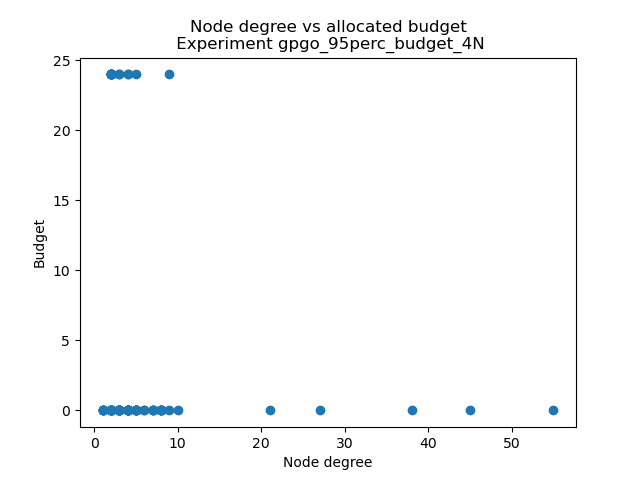 Node degree vs allocated budget
Experiment gpgo_95perc_budget_4N
25
20
15
10
5
0
Budget
0 10 20 30 40 50
Node degree